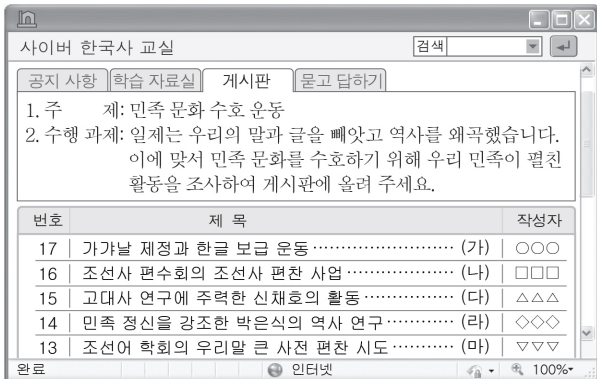 사이버 한국사 교실
검색
공지 사항 학습 자료실 게시판 묻고 답하기
1. 주 제: 민족 문화 수호 운동
2. 수행 과제: 일제는 우리의 말과 글을 빼앗고 역사를 왜곡했습니다.
이에 맞서 민족 문화를 수호하기 위해 우리 민족이 펼친
활동을 조사하여 게시판에 올려 주세요.
번호 제 목 작성자
17 가갸날 제정과 한글 보급 운동 ·························· (가) ○○○
16 조선사 편수회의 조선사 편찬 사업 ···················· (나) □□□
15 고대사 연구에 주력한 신채호의 활동 ················· (다) △△△
14 민족 정신을 강조한 박은식의 역사 연구 ············· (라) ◇◇◇
13 조선어 학회의 우리말 큰 사전 편찬 시도 ··········· (마) ▽▽▽
완료 인터넷 100%